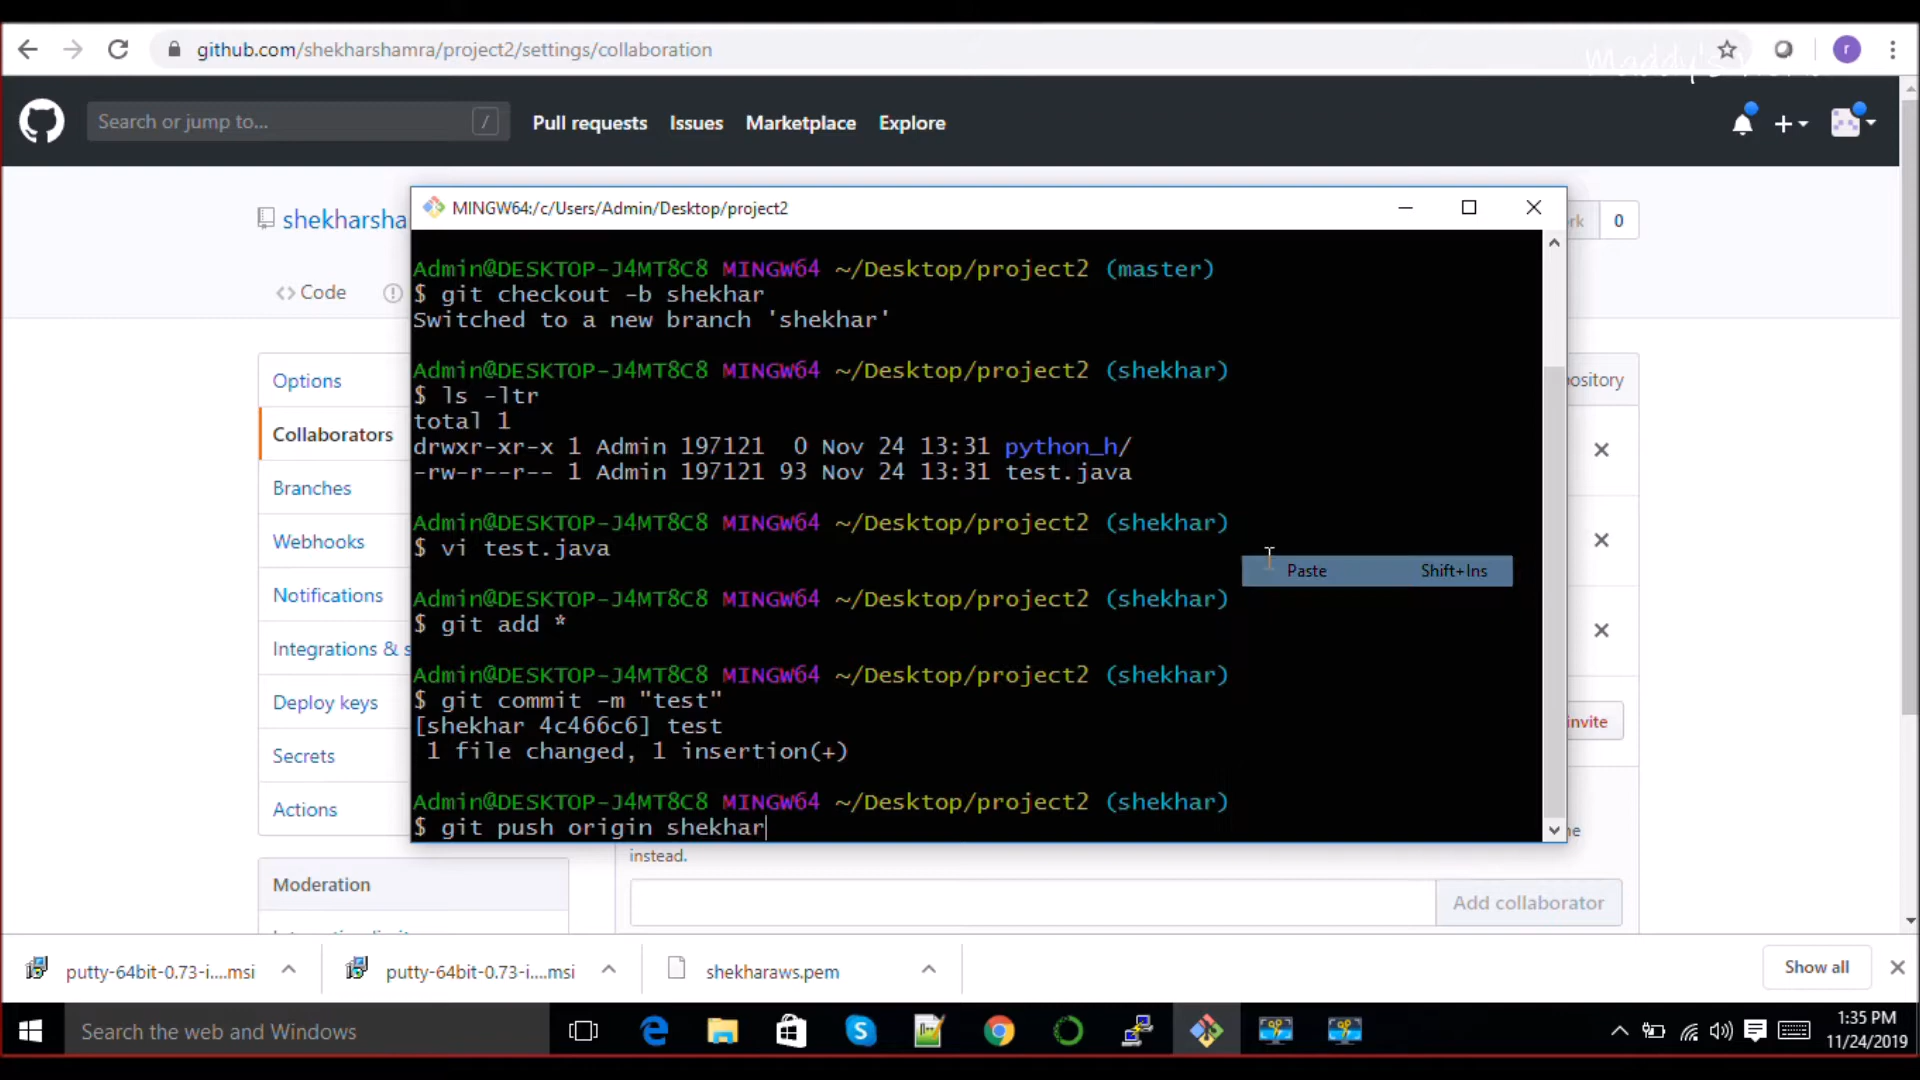 github.com/shekharshamra/project2/settings/collaboration
r
Maddy's
Search or jump to...
/
Pull requests
Issues
Marketplace
Explore
shekharsha
rk
0
Code
Options
Collaborators
Branches
Webhooks
Notifications
Integrations & s
Deploy keys
Secrets
Actions
Moderation
ository
invite
MINGW64:/c/Users/Admin/Desktop/project2
Admin@DESKTOP-J4MT8C8 MINGW64 ~/Desktop/project2 (master)
$ git checkout -b shekhar
Switched to a new branch 'shekhar'
Admin@DESKTOP-J4MT8C8 MINGW64 ~/Desktop/project2 (shekhar)
$ ls -ltr
total 1
drwxr-xr-x 1 Admin 197121  0 Nov 24 13:31 python_h/
-rw-r--r-- 1 Admin 197121 93 Nov 24 13:31 test.java
Admin@DESKTOP-J4MT8C8 MINGW64 ~/Desktop/project2 (shekhar)
$ vi test.java
Paste Shift+Ins
Admin@DESKTOP-J4MT8C8 MINGW64 ~/Desktop/project2 (shekhar)
$ git add *
Admin@DESKTOP-J4MT8C8 MINGW64 ~/Desktop/project2 (shekhar)
$ git commit -m "test"
[shekhar 4c466c6] test
1 file changed, 1 insertion(+)
Admin@DESKTOP-J4MT8C8 MINGW64 ~/Desktop/project2 (shekhar)
$ git push origin shekhar
ne
instead.
Add collaborator
putty-64bit-0.73-i....msi
putty-64bit-0.73-i....msi
shekharaws.pem
Show all
Search the web and Windows
1:35 PM
11/24/2019